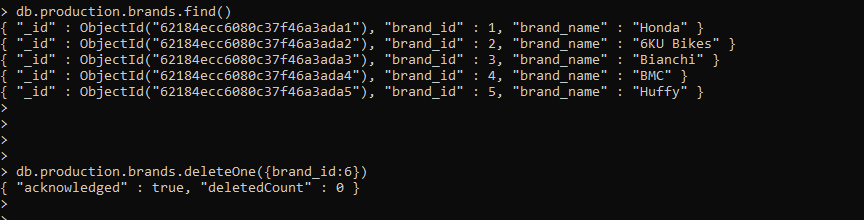 > db.production.brands.find()
{ "_id" : ObjectId("62184ecc6080c37f46a3ada1"), "brand_id" : 1, "brand_name" : "Honda" }
{ "_id" : ObjectId("62184ecc6080c37f46a3ada2"), "brand_id" : 2, "brand_name" : "6KU Bikes" }
{ "_id" : ObjectId("62184ecc6080c37f46a3ada3"), "brand_id" : 3, "brand_name" : "Bianchi" }
{ "_id" : ObjectId("62184ecc6080c37f46a3ada4"), "brand_id" : 4, "brand_name" : "BMC" }
{ "_id" : ObjectId("62184ecc6080c37f46a3ada5"), "brand_id" : 5, "brand_name" : "Huffy" }
>
>
>
>
> db.production.brands.deleteOne({brand_id:6})
{ "acknowledged" : true, "deletedCount" : 0 }
>
>